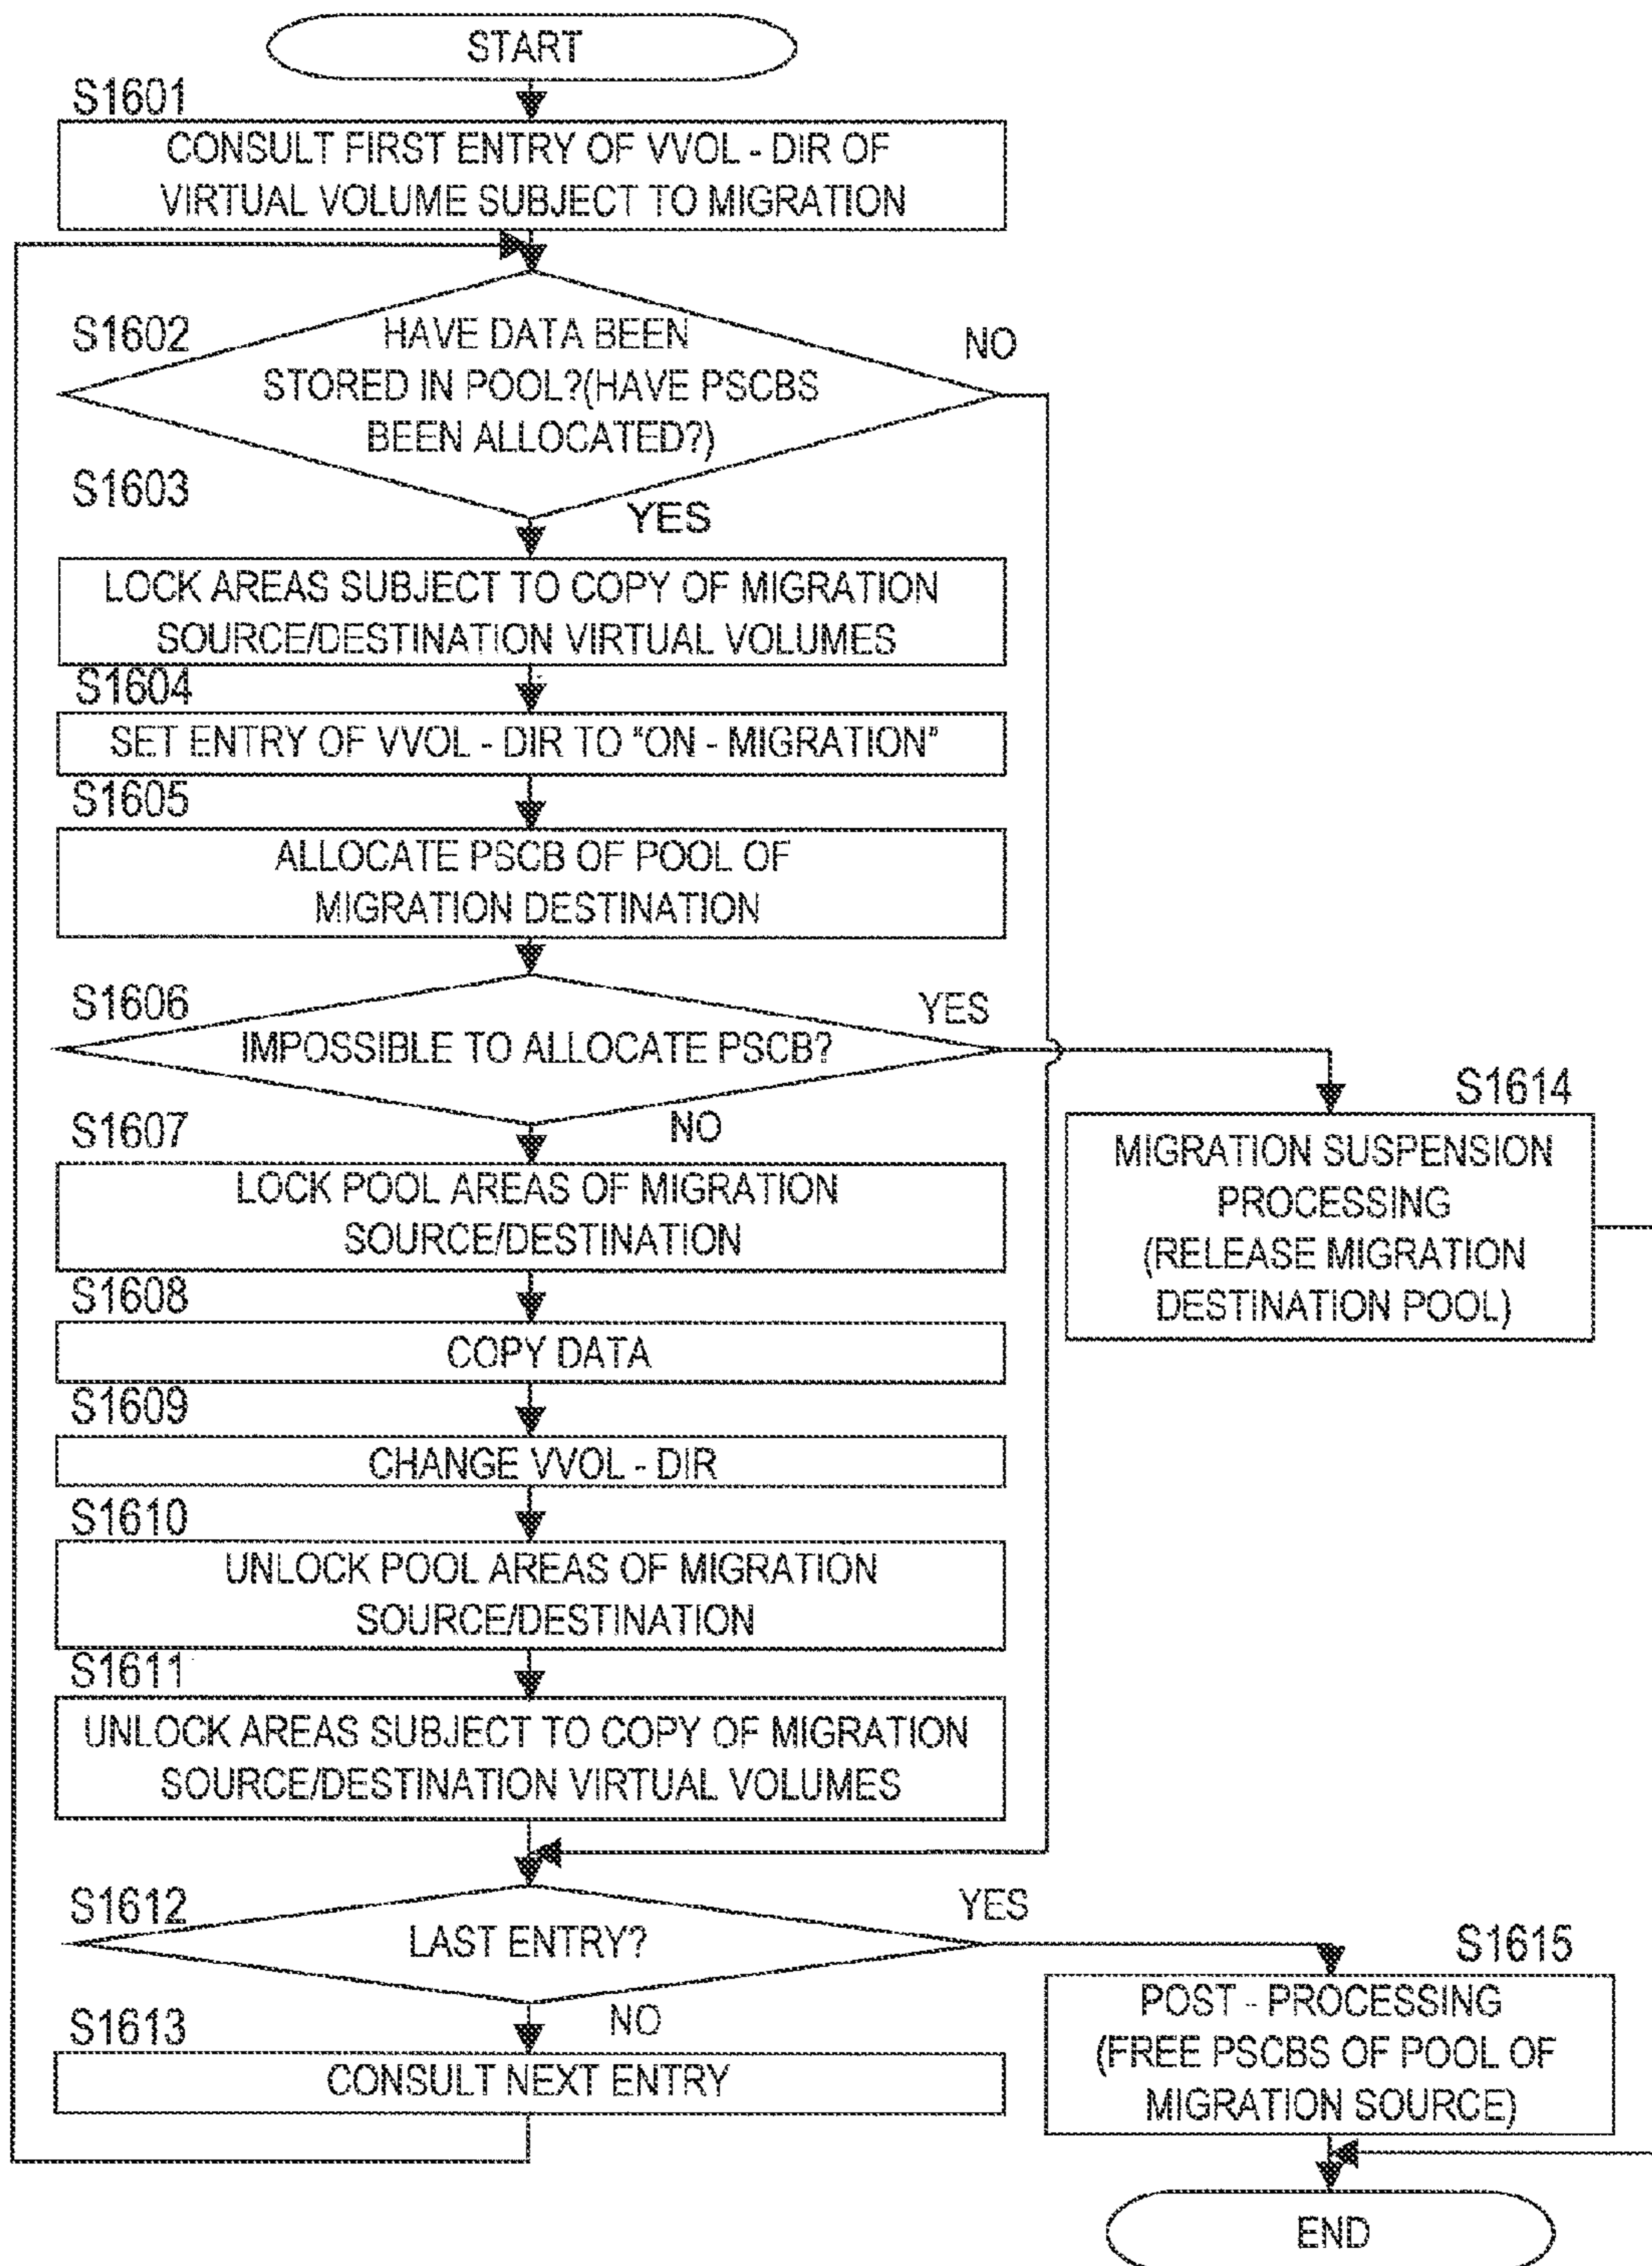 START
S1601
CONSULT FIRST ENTRY OF VVOL - DIR OF
VIRTUAL VOLUME SUBJECT TO MIGRATION
S1602
HAVE DATA BEEN
STORED IN POOL?(HAVE PSCBS
BEEN ALLOCATED?)
NO
S1603
YES
LOCK AREAS SUBJECT TO COPY OF MIGRATION
SOURCE/DESTINATION VIRTUAL VOLUMES
S1604
SET ENTRY OF VVOL - DIR TO "ON - MIGRATION"
S1605
ALLOCATE PSCB OF POOL OF
MIGRATION DESTINATION
S1606
IMPOSSIBLE TO ALLOCATE PSCB?
YES
S1607
NO
LOCK POOL AREAS OF MIGRATION
SOURCE/DESTINATION
S1614
MIGRATION SUSPENSION
PROCESSING
(RELEASE MIGRATION
DESTINATION POOL)
S1608
COPY DATA
S1609
CHANGE VVOL - DIR
S1610
UNLOCK POOL AREAS OF MIGRATION
SOURCE/DESTINATION
S1611
UNLOCK AREAS SUBJECT TO COPY OF MIGRATION
SOURCE/DESTINATION VIRTUAL VOLUMES
S1612
LAST ENTRY?
YES
S1613
NO
CONSULT NEXT ENTRY
S1615
POST - PROCESSING
(FREE PSCBS OF POOL OF
MIGRATION SOURCE)
END